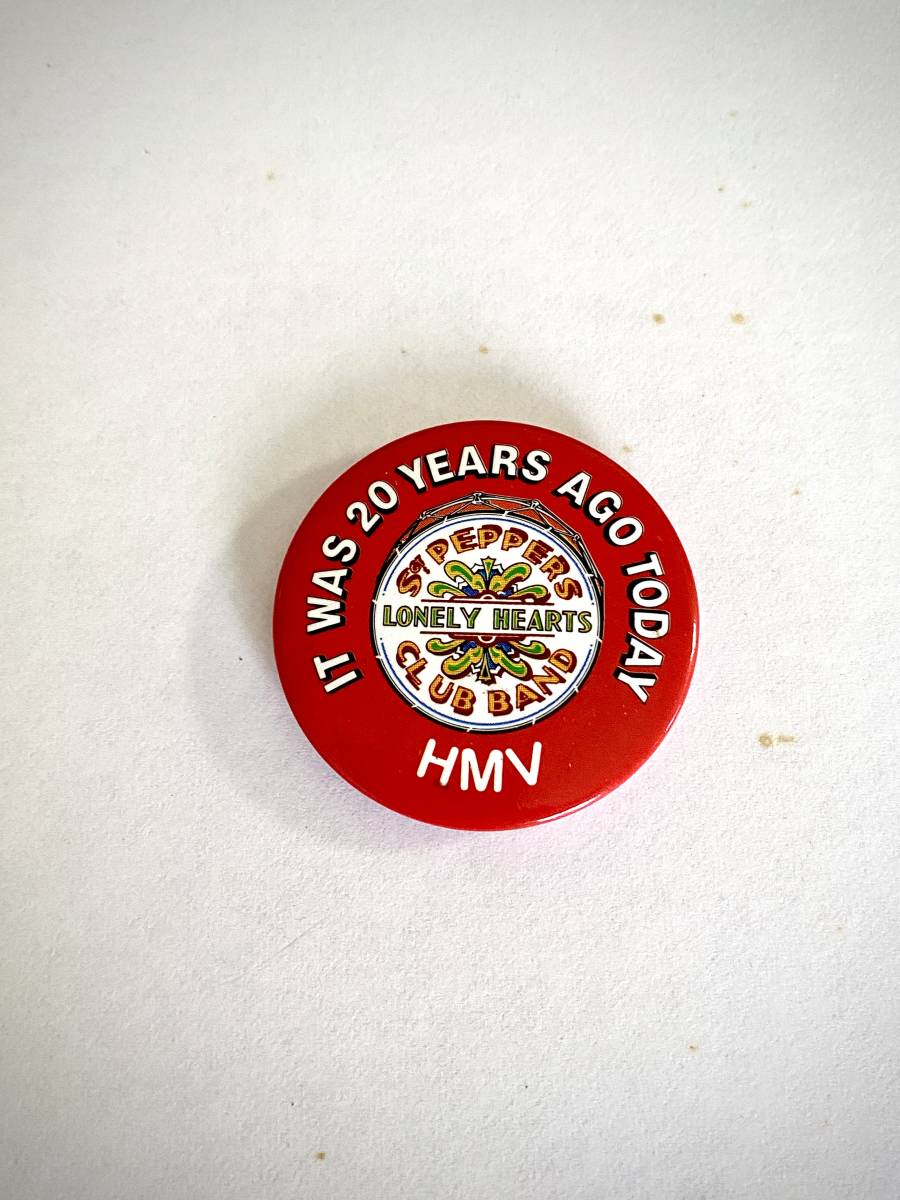 IT WAS 20 YEARS AGO TODAY
SGT PEPPERS
LONELY HEARTS
CLUB BAND
HMV